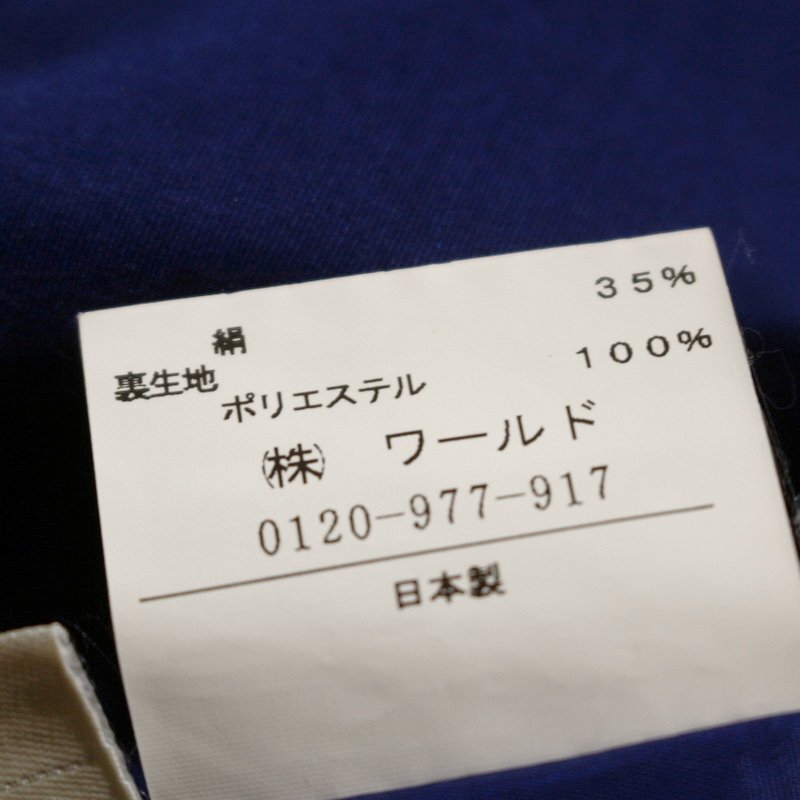 絹 35%
裏生地
ポリエステル 100%
㈱ ワールド
0120-977-917
日本製